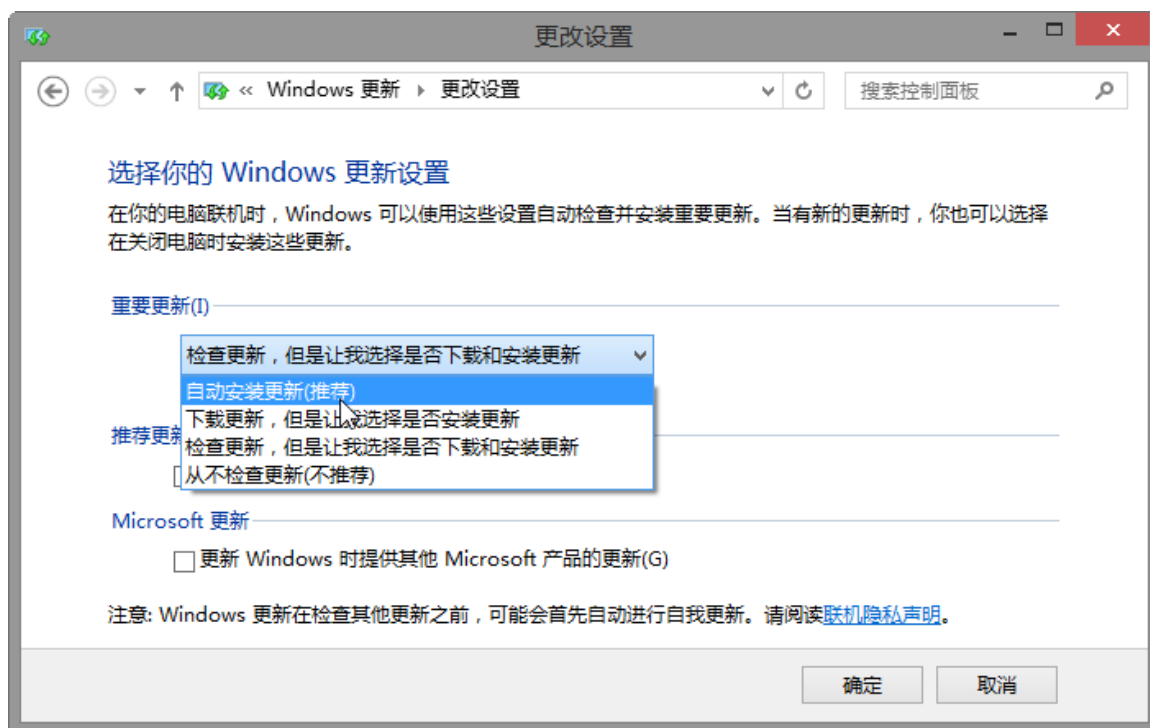 更改设置
« Windows 更新 更改设置
搜索控制面板
选择你的 Windows 更新设置
在你的电脑联机时，Windows 可以使用这些设置自动检查并安装重要更新。当有新的更新时，你也可以选择
在关闭电脑时安装这些更新。
重要更新(I)
检查更新，但是让我选择是否下载和安装更新
自动安装更新(推荐)
下载更新，但是让我选择是否安装更新
推荐更新
检查更新，但是让我选择是否下载和安装更新
从不检查更新(不推荐)
Microsoft 更新
更新 Windows 时提供其他 Microsoft 产品的更新(G)
注意: Windows 更新在检查其他更新之前，可能会首先自动进行自我更新。请阅读联机隐私声明。
确定
取消